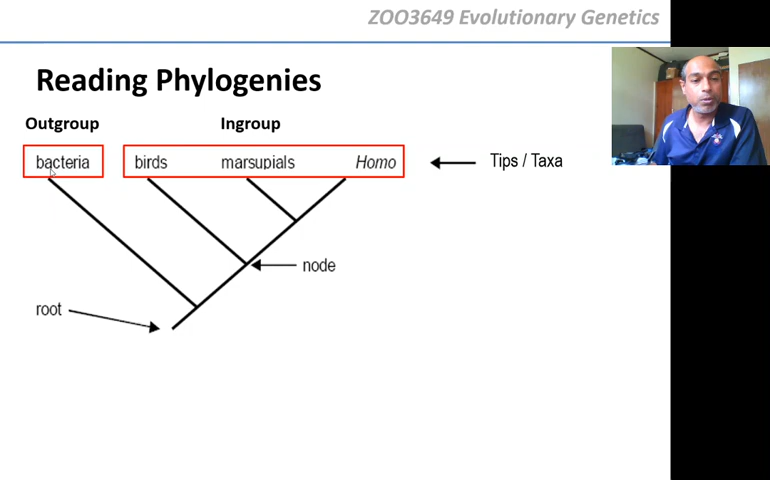 ZOO3649 Evolutionary Genetics
Reading Phylogenies
Outgroup Ingroup
bacteria birds marsupials Homo Tips / Taxa
node
root